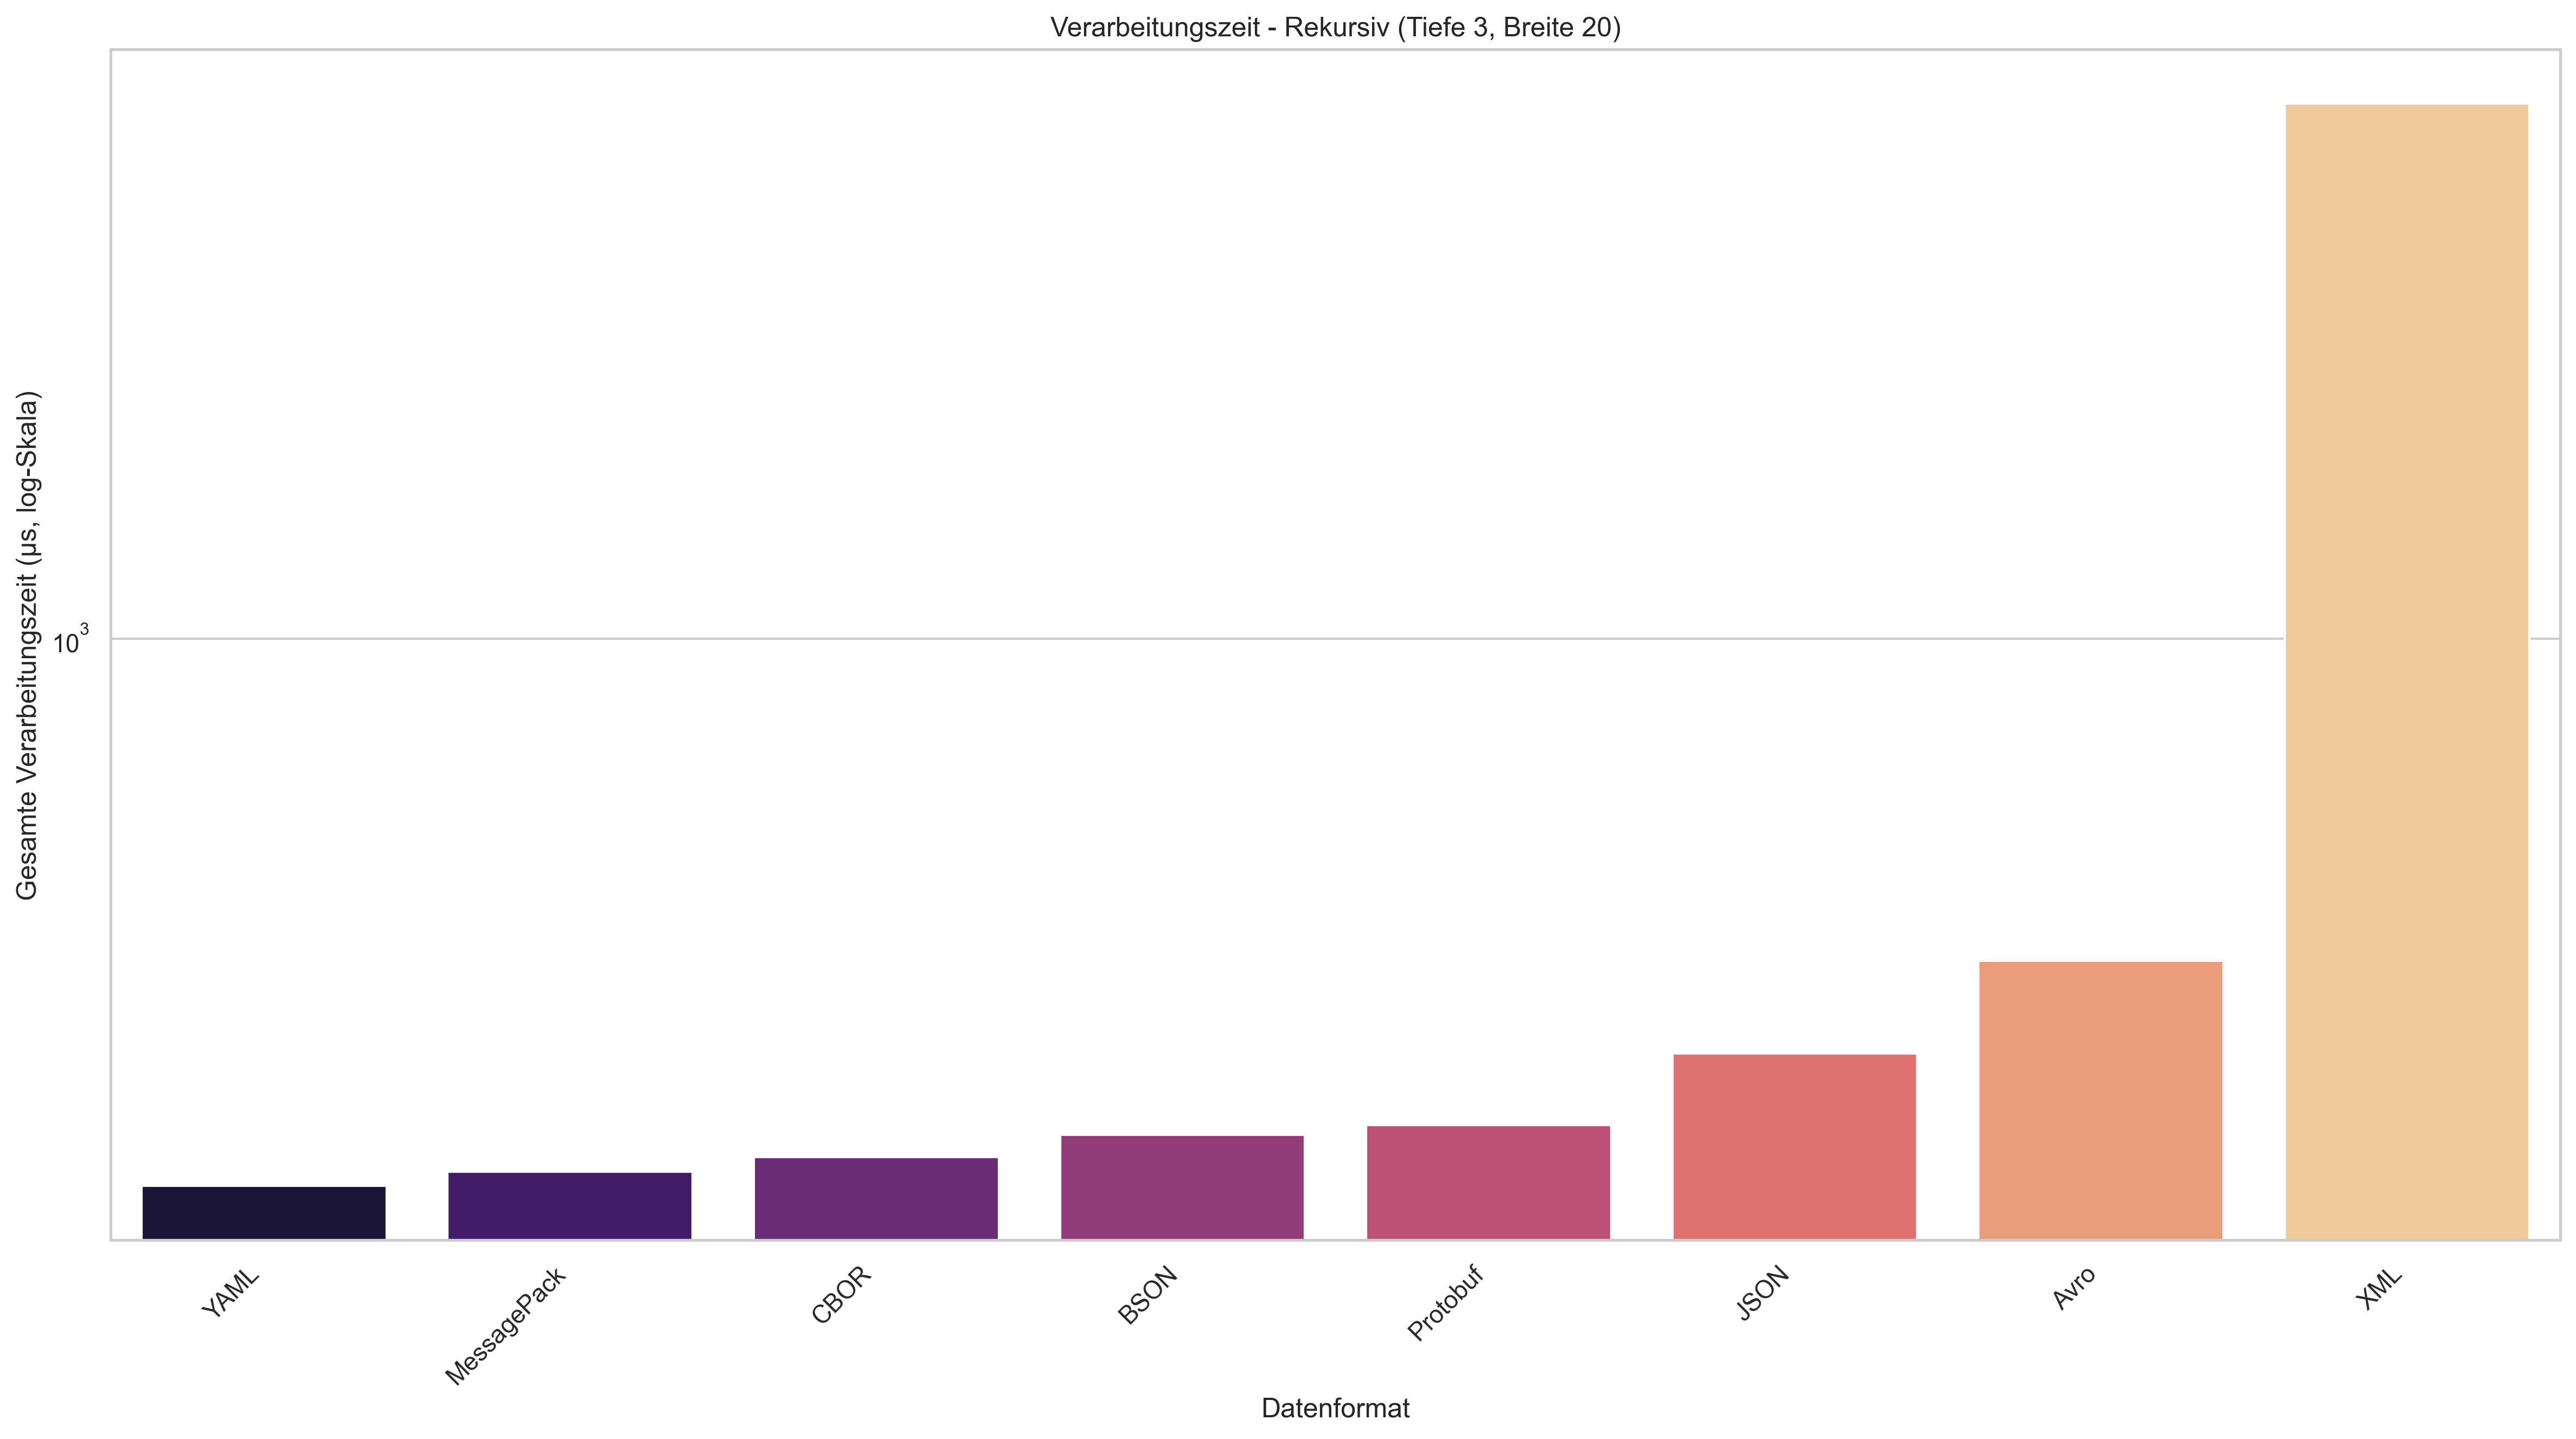 Verarbeitungszeit - Rekursiv (Tiefe 3, Breite 20)
Gesamte Verarbeitungszeit (µs, log-Skala)
10³
YAML
MessagePack
CBOR
BSON
Protobuf
JSON
Avro
XML
Datenformat